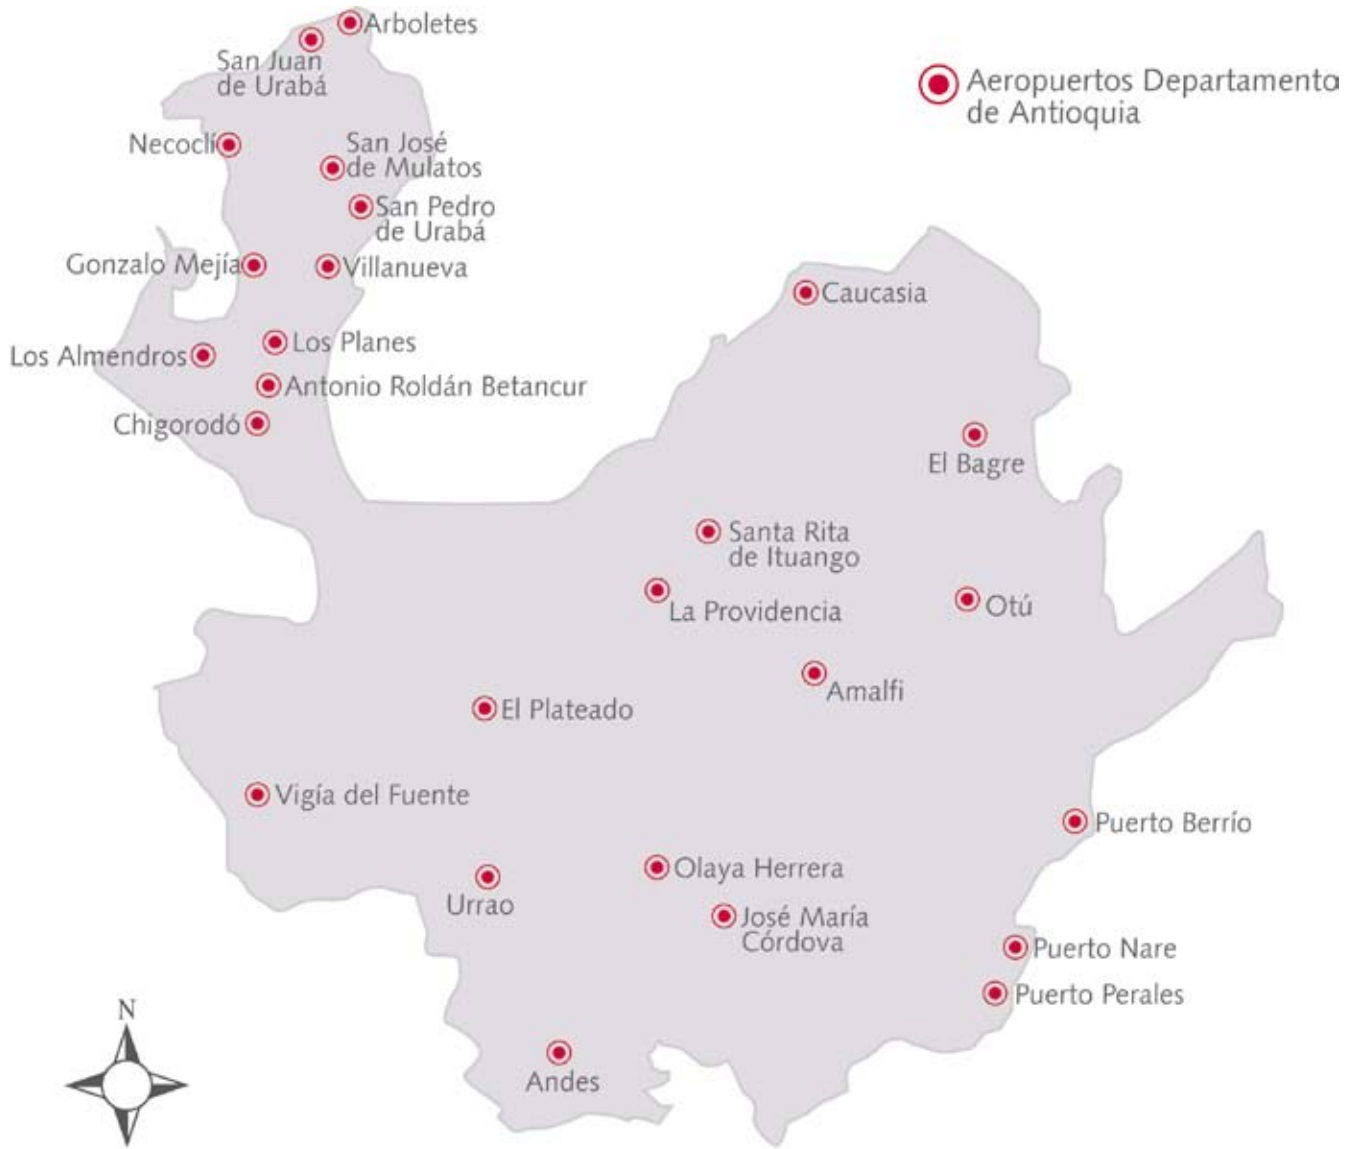 Arboletes
San Juan
de Urabá
Aeropuertos Departamento
de Antioquia
Necoclí
San José
de Mulatos
San Pedro
de Urabá
Gonzalo Mejía
Villanueva
Caucasia
Los Planes
Los Almendros
Antonio Roldán Betancur
Chigorodó
El Bagre
Santa Rita
de Ituango
La Providencia
Otú
Amalfi
El Plateado
Vigía del Fuente
Puerto Berrío
Olaya Herrera
Urrao
José María
Córdova
Puerto Nare
Puerto Perales
N
Andes